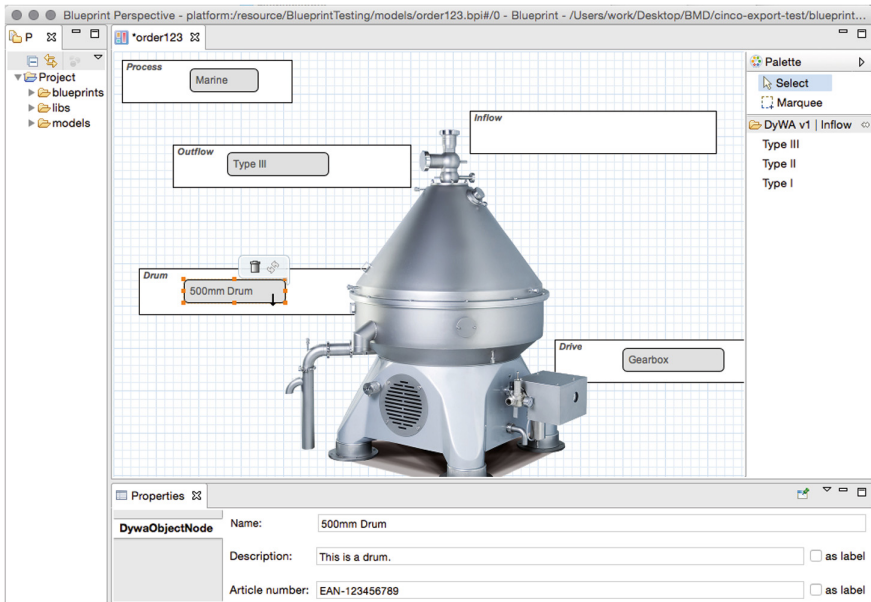 Blueprint Perspective - platform:/resource/BlueprintTesting/models/order123.bpi#/0 - Blueprint - /Users/work/Desktop/BMD/cinco-export-test/blueprint...
P
Project
blueprints
libs
models
*order123
Process
Marine
Inflow
Outflow
Type III
Drum
500mm Drum
Drive
Gearbox
Palette
Select
Marquee
DyWA v1 | Inflow
Type III
Type II
Type I
Properties
DywaObjectNode
Name: 500mm Drum
Description: This is a drum. as label
Article number: EAN-123456789 as label